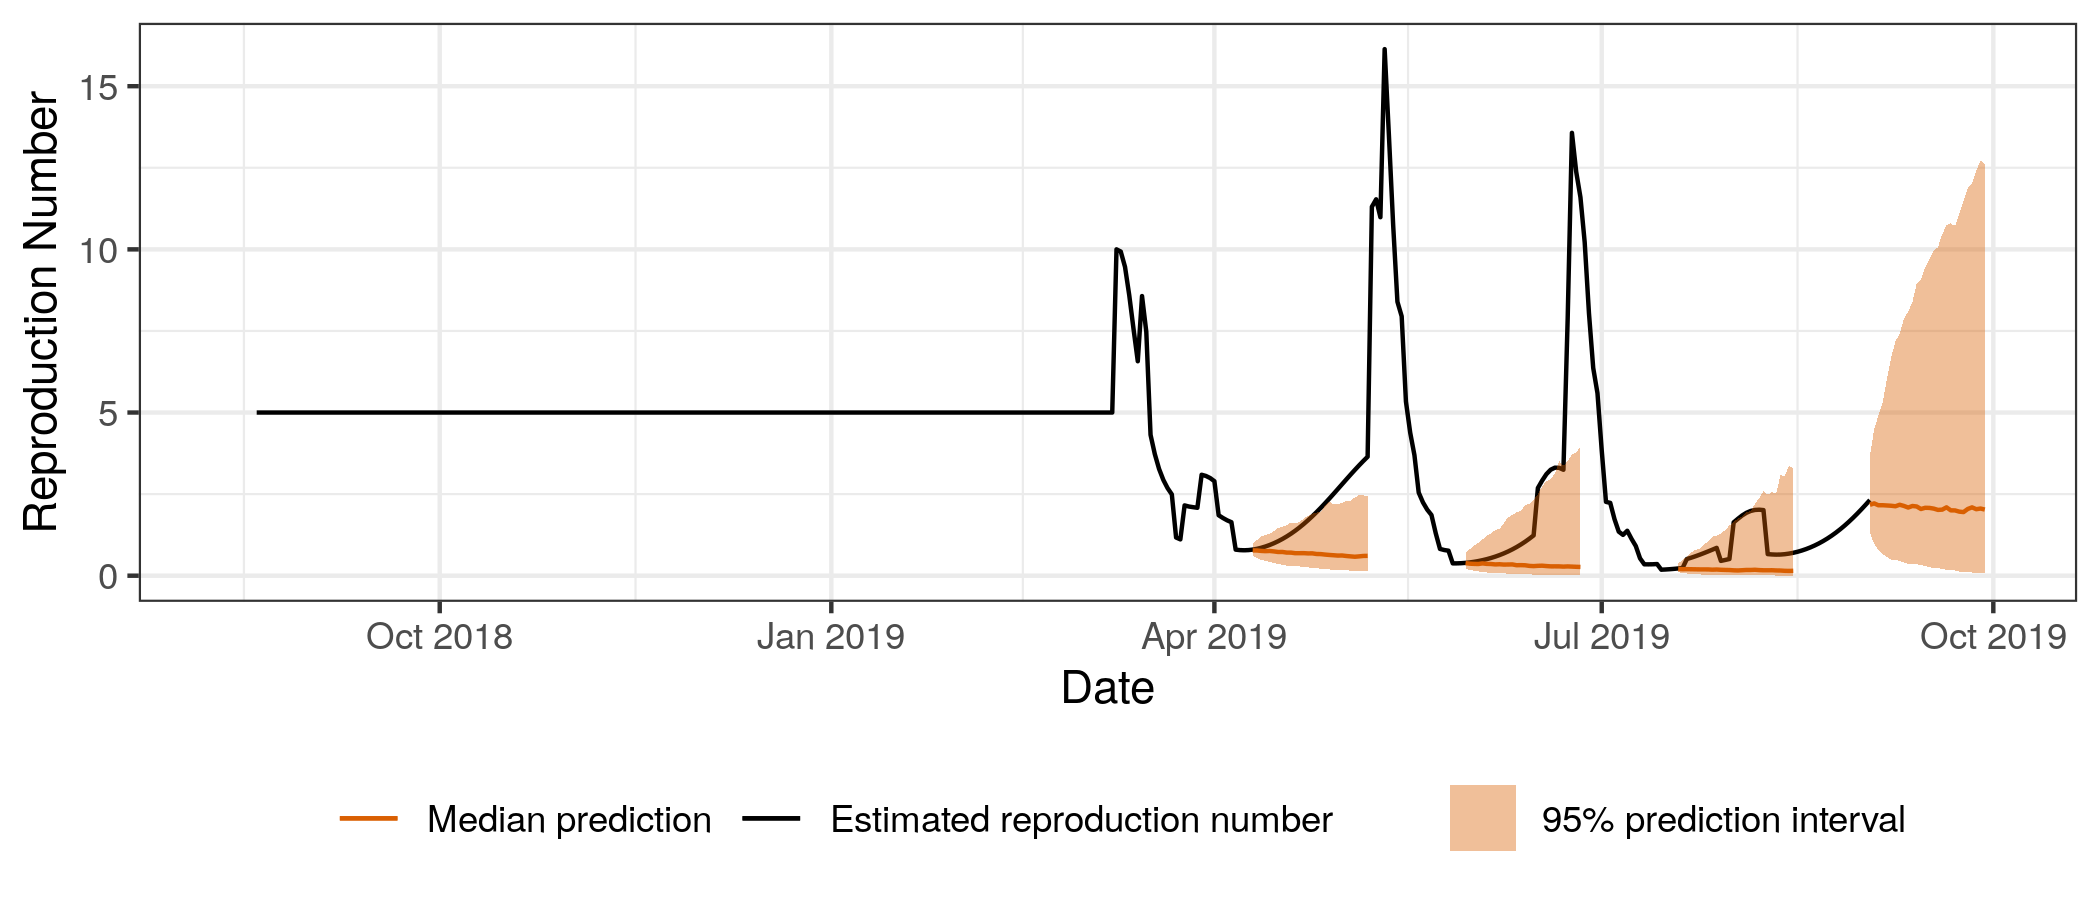 Reproduction Number
15
10
5
0
Oct 2018
Jan 2019
Apr 2019
Jul 2019
Oct 2019
Date
Median prediction
Estimated reproduction number
95% prediction interval